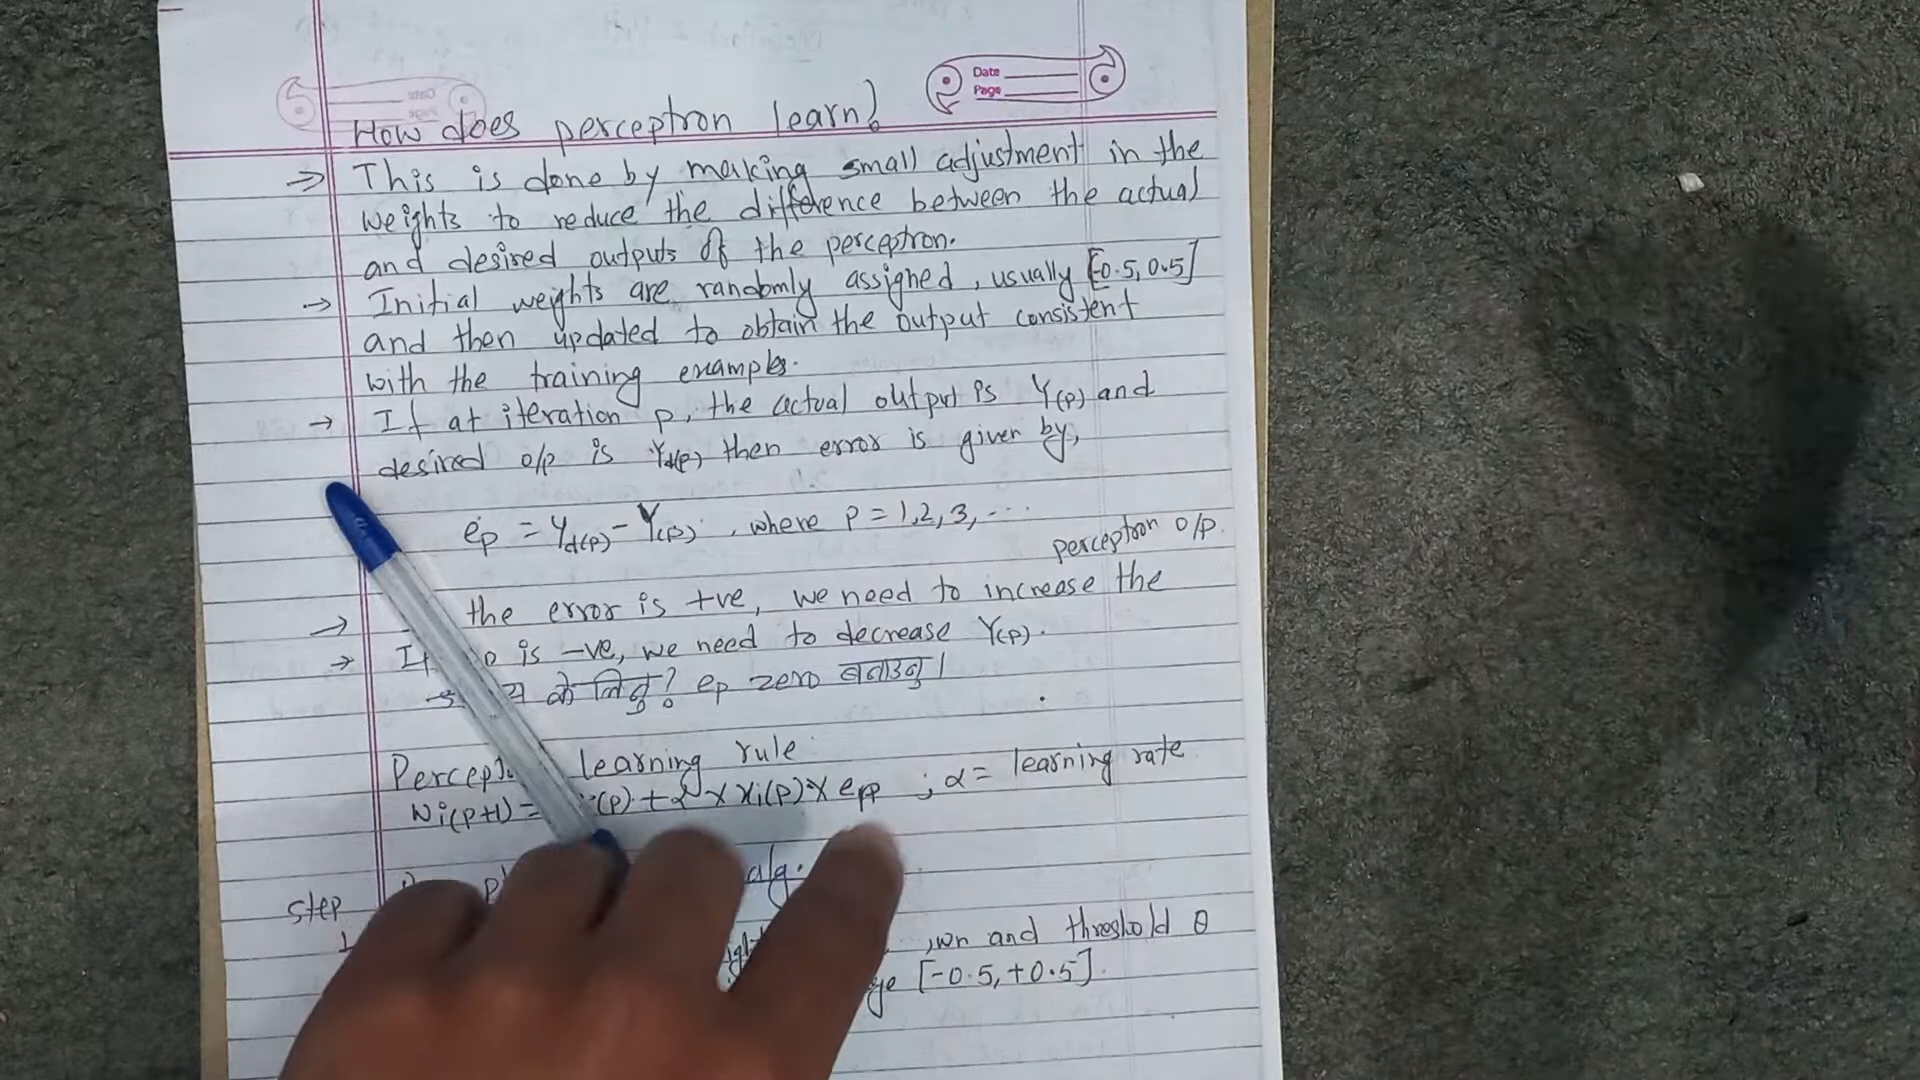 Date
Page
How does perceptron learn?
⇒ This is done by making small adjustment in the
weights to reduce the difference between the actual
and desired outputs of the perceptron.
→ Initial weights are randomly assigned, usually [-0.5, 0.5]
and then updated to obtain the output consistent
with the training examples.
→ If at iteration p, the actual output is Y(p) and
desired o/p is Yd(p) then error is given by,
ep = Yd(p) - Y(p), where p = 1,2,3,...
perceptron o/p.
→ the error is +ve, we need to increase the
→ If is -ve, we need to decrease Y(p).
ep zero बनाउनु।
learning rule
Wi(p+1) = (p) + α × xi(p) × ep ; α = learning rate
alg.
step
1 ,wn and threshold θ
[-0.5, +0.5].